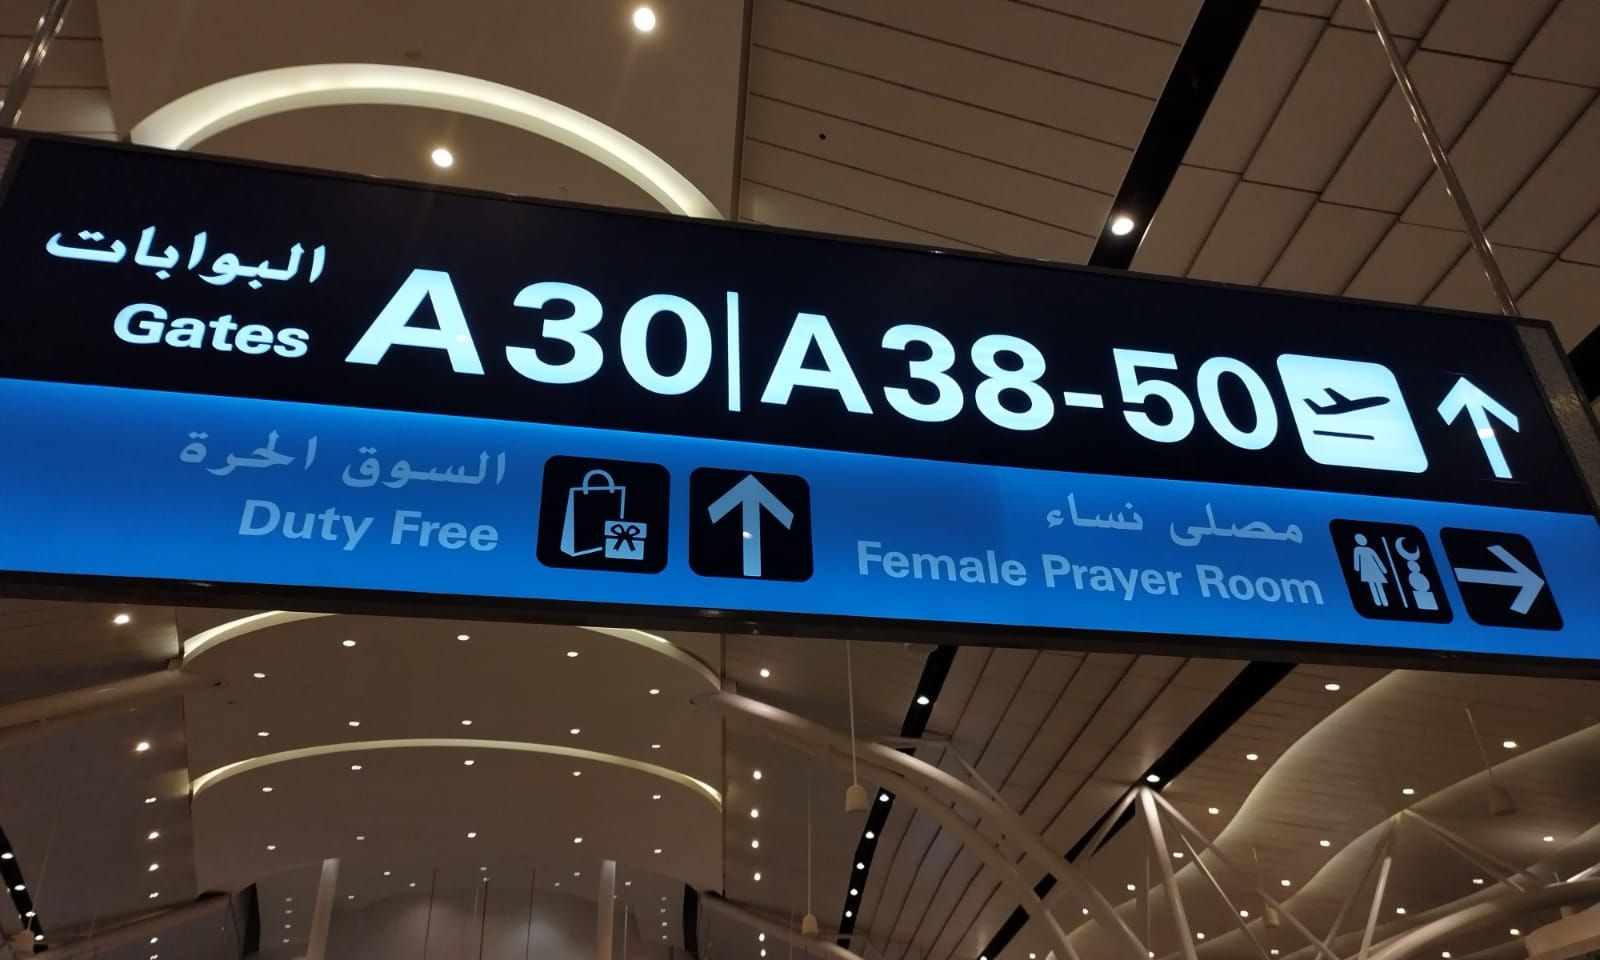 البوابات
Gates
A30|A38-50
السوق الحرة
Duty Free
مصلى نساء
Female Prayer Room